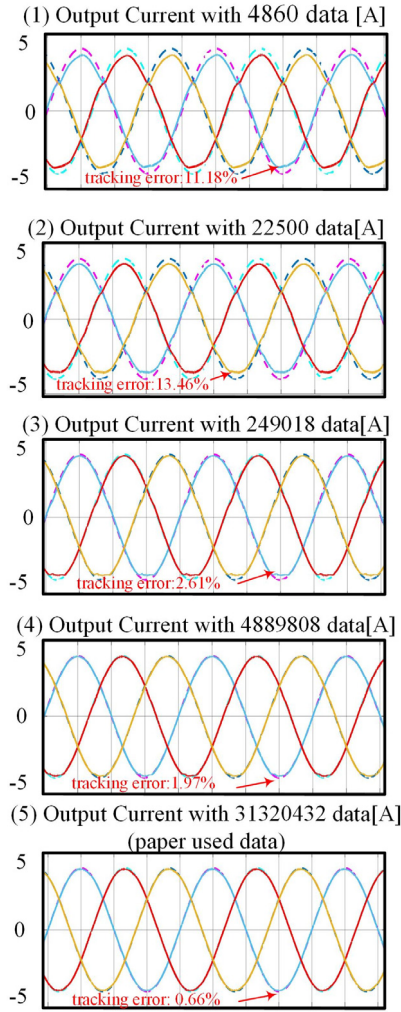 (1) Output Current with 4860 data [A]
5
0
-5
tracking error:11.18%
(2) Output Current with 22500 data[A]
5
0
-5
tracking error:13.46%
(3) Output Current with 249018 data[A]
5
0
-5
tracking error:2.61%
(4) Output Current with 4889808 data[A]
5
0
-5
tracking error:1.97%
(5) Output Current with 31320432 data[A]
(paper used data)
5
0
-5
tracking error: 0.66%